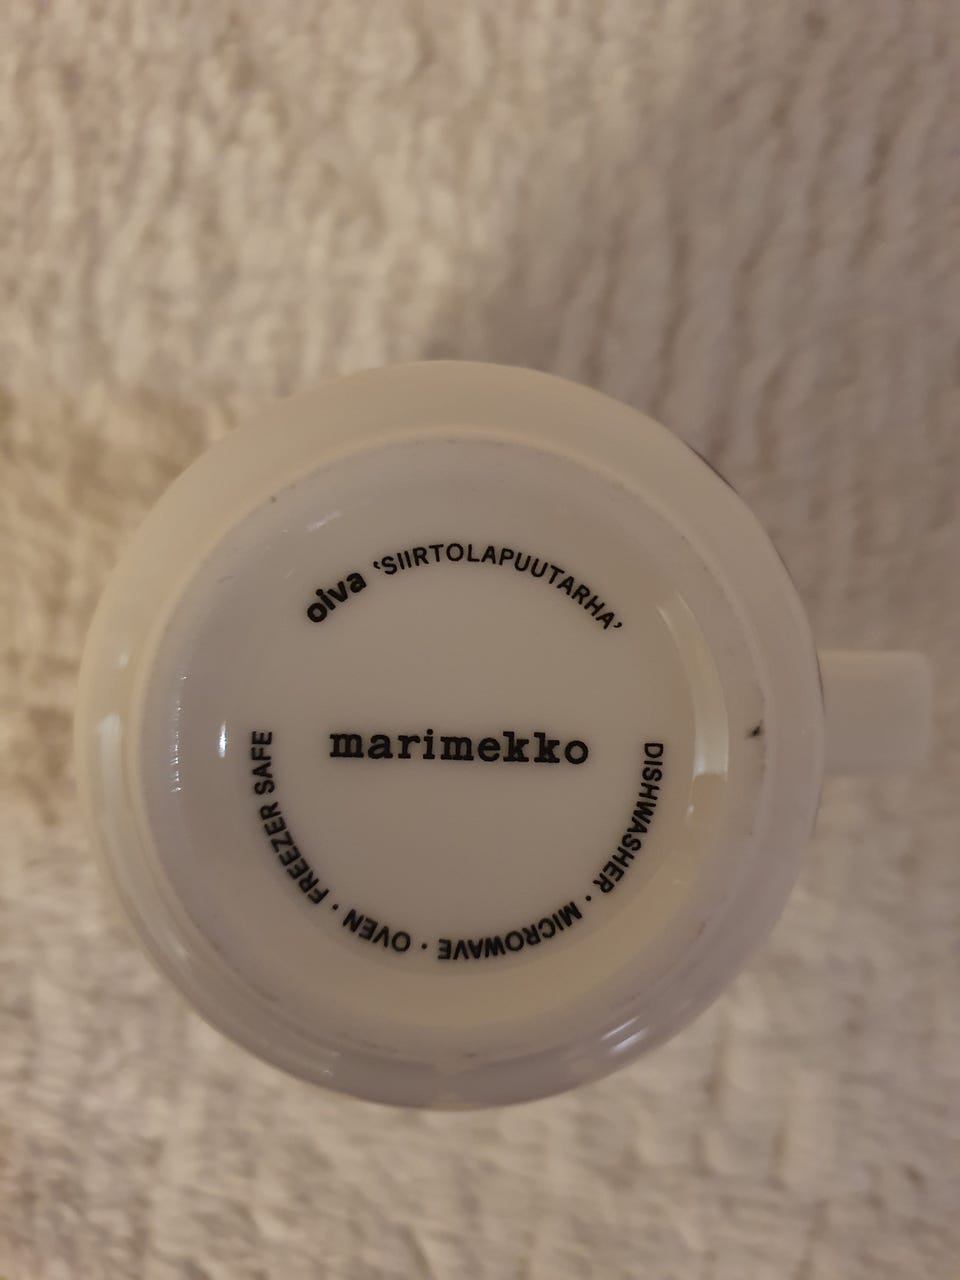 oiva ‘SIIRTOLAPUUTARHA’
marimekko
DISHWASHER · MICROWAVE · OVEN · FREEZER SAFE